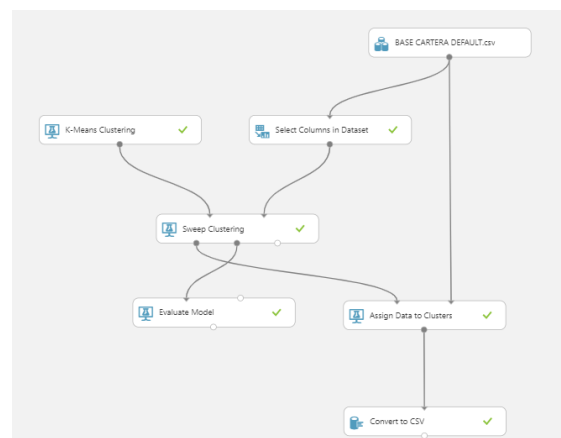 BASE CARTERA DEFAULT.csv
K-Means Clustering
Select Columns in Dataset
Sweep Clustering
Evaluate Model
Assign Data to Clusters
Convert to CSV